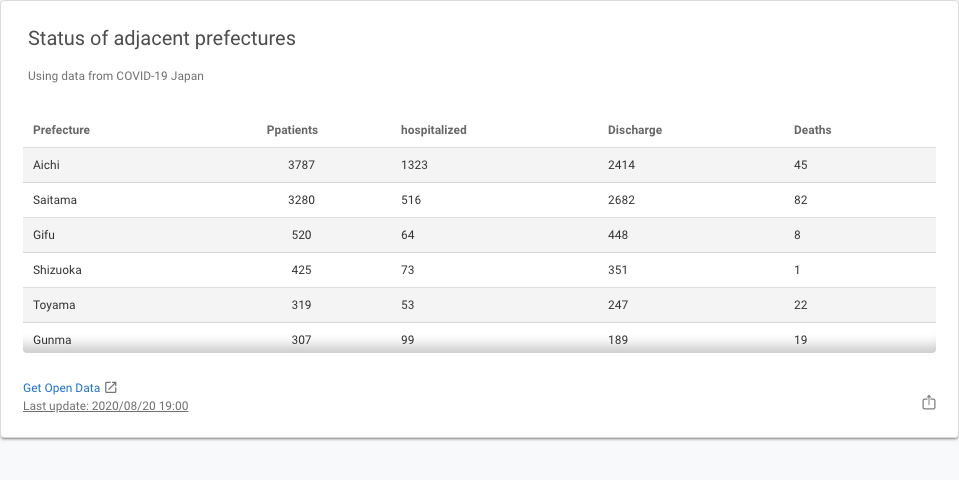 Status of adjacent prefectures
Using data from COVID-19 Japan
Prefecture Ppatients hospitalized Discharge Deaths
Aichi 3787 1323 2414 45
Saitama 3280 516 2682 82
Gifu 520 64 448 8
Shizuoka 425 73 351 1
Toyama 319 53 247 22
Gunma 307 99 189 19
Get Open Data
Last update: 2020/08/20 19:00